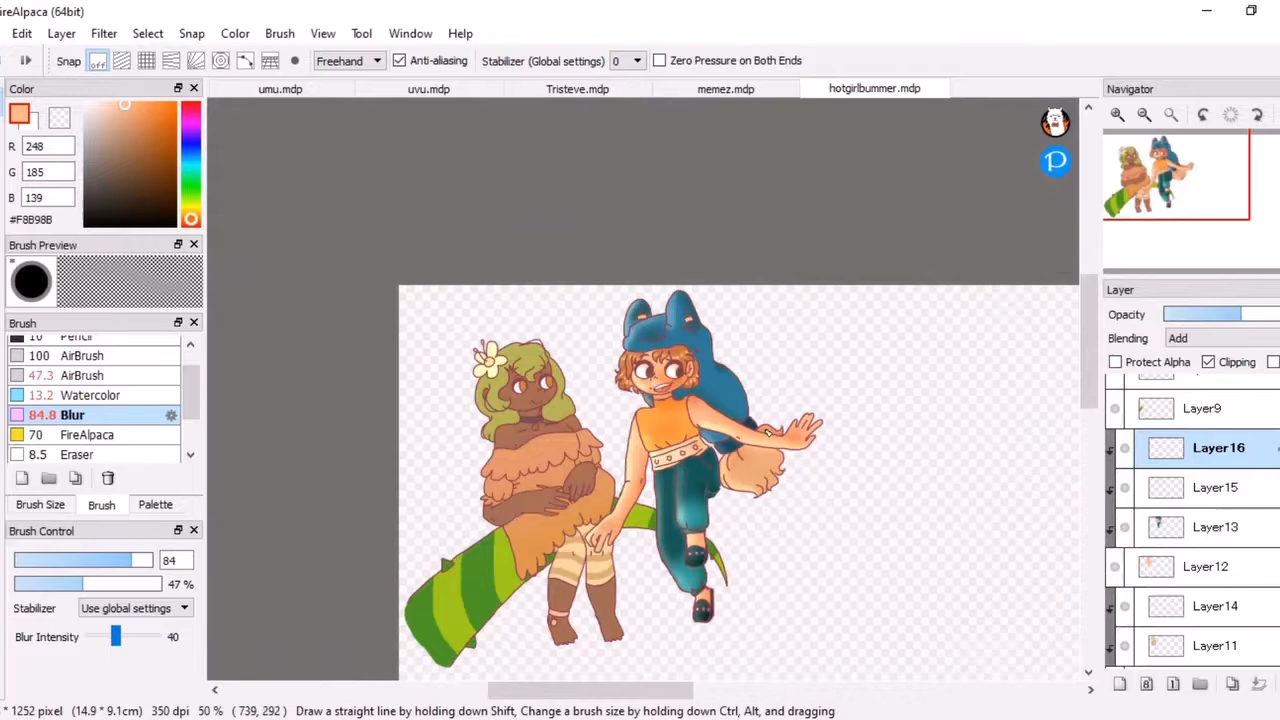 ireAlpaca (64bit)
Edit Layer Filter Select Snap Color Brush View Tool Window Help
Snap off Freehand Anti-aliasing Stabilizer (Global settings) 0 Zero Pressure on Both Ends
Color umu.mdp uvu.mdp Tristeve.mdp memez.mdp hotgirlbummer.mdp Navigator
R 248
G 185
B 139
#F8B98B
Brush Preview
Layer
Opacity
Brush
Blending Add
10 Pencil
100 AirBrush
Protect Alpha Clipping
47.3 AirBrush
13.2 Watercolor
Layer9
84.8 Blur
70 FireAlpaca
Layer16
8.5 Eraser
Layer15
Brush Size Brush Palette
Layer13
Brush Control
84
Layer12
47 %
Stabilizer Use global settings
Layer14
Blur Intensity 40
Layer11
* 1252 pixel (14.9 * 9.1cm) 350 dpi 50 % ( 739, 292 ) Draw a straight line by holding down Shift, Change a brush size by holding down Ctrl, Alt, and dragging